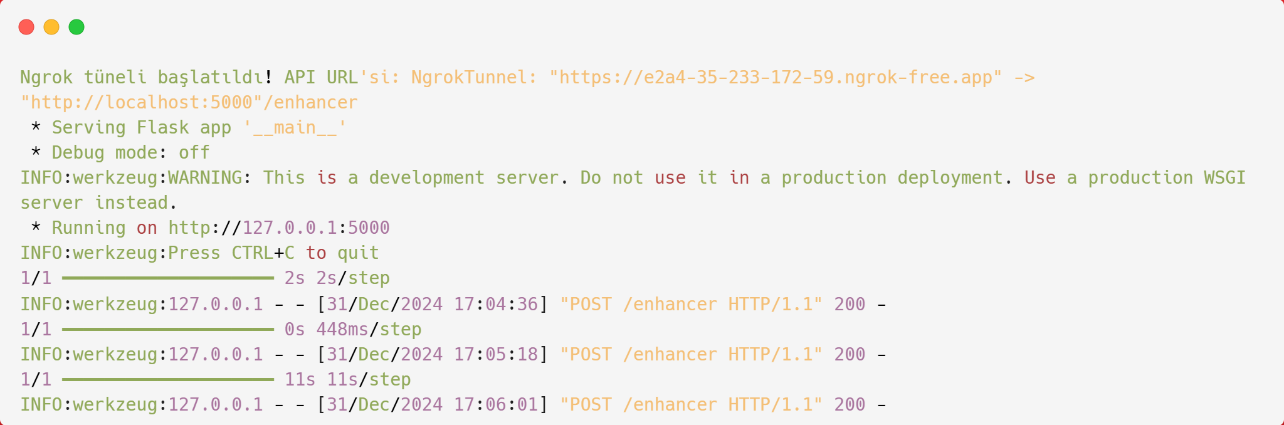 Ngrok tüneli başlatıldı! API URL'si: NgrokTunnel: "https://e2a4-35-233-172-59.ngrok-free.app" ->
"http://localhost:5000"/enhancer
* Serving Flask app '__main__'
* Debug mode: off
INFO:werkzeug:WARNING: This is a development server. Do not use it in a production deployment. Use a production WSGI
server instead.
* Running on http://127.0.0.1:5000
INFO:werkzeug:Press CTRL+C to quit
1/1 ━━━━━━━━━━━━━━━━━━━━ 2s 2s/step
INFO:werkzeug:127.0.0.1 - - [31/Dec/2024 17:04:36] "POST /enhancer HTTP/1.1" 200 -
1/1 ━━━━━━━━━━━━━━━━━━━━ 0s 448ms/step
INFO:werkzeug:127.0.0.1 - - [31/Dec/2024 17:05:18] "POST /enhancer HTTP/1.1" 200 -
1/1 ━━━━━━━━━━━━━━━━━━━━ 11s 11s/step
INFO:werkzeug:127.0.0.1 - - [31/Dec/2024 17:06:01] "POST /enhancer HTTP/1.1" 200 -